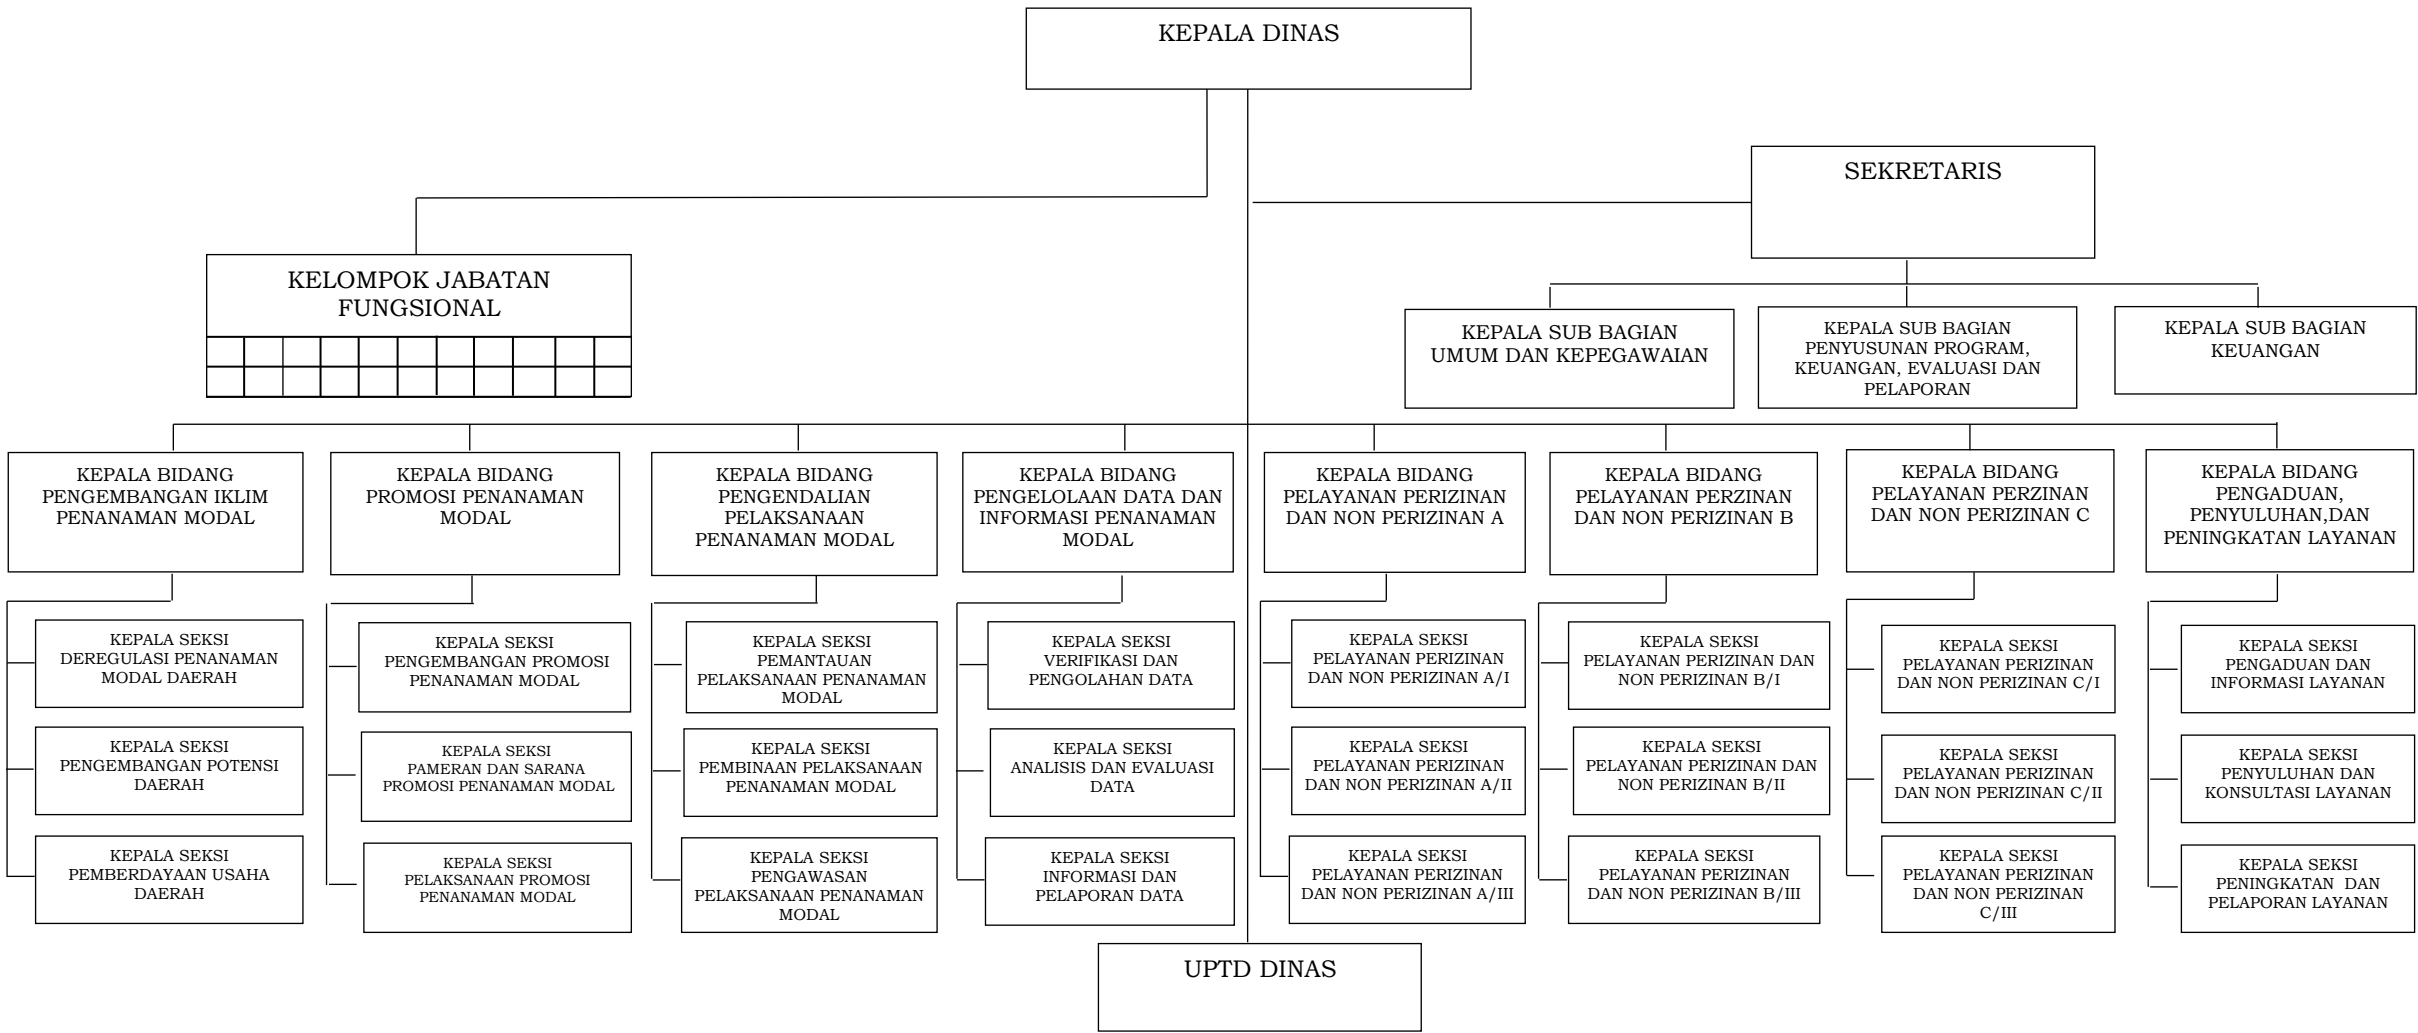 KEPALA DINAS
SEKRETARIS
KELOMPOK JABATAN
FUNGSIONAL
KEPALA SUB BAGIAN
UMUM DAN KEPEGAWAIAN
KEPALA SUB BAGIAN
PENYUSUNAN PROGRAM,
KEUANGAN, EVALUASI DAN
PELAPORAN
KEPALA SUB BAGIAN
KEUANGAN
KEPALA BIDANG
PENGEMBANGAN IKLIM
PENANAMAN MODAL
KEPALA BIDANG
PROMOSI PENANAMAN
MODAL
KEPALA BIDANG
PENGENDALIAN
PELAKSANAAN
PENANAMAN MODAL
KEPALA BIDANG
PENGELOLAAN DATA DAN
INFORMASI PENANAMAN
MODAL
KEPALA BIDANG
PELAYANAN PERIZINAN
DAN NON PERIZINAN A
KEPALA BIDANG
PELAYANAN PERZINAN
DAN NON PERIZINAN B
KEPALA BIDANG
PELAYANAN PERZINAN
DAN NON PERIZINAN C
KEPALA BIDANG
PENGADUAN,
PENYULUHAN,DAN
PENINGKATAN LAYANAN
KEPALA SEKSI
DEREGULASI PENANAMAN
MODAL DAERAH
KEPALA SEKSI
PENGEMBANGAN PROMOSI
PENANAMAN MODAL
KEPALA SEKSI
PEMANTAUAN
PELAKSANAAN PENANAMAN
MODAL
KEPALA SEKSI
VERIFIKASI DAN
PENGOLAHAN DATA
KEPALA SEKSI
PELAYANAN PERIZINAN
DAN NON PERIZINAN A/I
KEPALA SEKSI
PELAYANAN PERIZINAN DAN
NON PERIZINAN B/I
KEPALA SEKSI
PELAYANAN PERIZINAN
DAN NON PERIZINAN C/I
KEPALA SEKSI
PENGADUAN DAN
INFORMASI LAYANAN
KEPALA SEKSI
PENGEMBANGAN POTENSI
DAERAH
KEPALA SEKSI
PAMERAN DAN SARANA
PROMOSI PENANAMAN MODAL
KEPALA SEKSI
PEMBINAAN PELAKSANAAN
PENANAMAN MODAL
KEPALA SEKSI
ANALISIS DAN EVALUASI
DATA
KEPALA SEKSI
PELAYANAN PERIZINAN
DAN NON PERIZINAN A/II
KEPALA SEKSI
PELAYANAN PERIZINAN DAN
NON PERIZINAN B/II
KEPALA SEKSI
PELAYANAN PERIZINAN
DAN NON PERIZINAN C/II
KEPALA SEKSI
PENYULUHAN DAN
KONSULTASI LAYANAN
KEPALA SEKSI
PEMBERDAYAAN USAHA
DAERAH
KEPALA SEKSI
PELAKSANAAN PROMOSI
PENANAMAN MODAL
KEPALA SEKSI
PENGAWASAN
PELAKSANAAN PENANAMAN
MODAL
KEPALA SEKSI
INFORMASI DAN
PELAPORAN DATA
KEPALA SEKSI
PELAYANAN PERIZINAN
DAN NON PERIZINAN A/III
KEPALA SEKSI
PELAYANAN PERIZINAN
DAN NON PERIZINAN B/III
KEPALA SEKSI
PELAYANAN PERIZINAN
DAN NON PERIZINAN
C/III
KEPALA SEKSI
PENINGKATAN DAN
PELAPORAN LAYANAN
UPTD DINAS